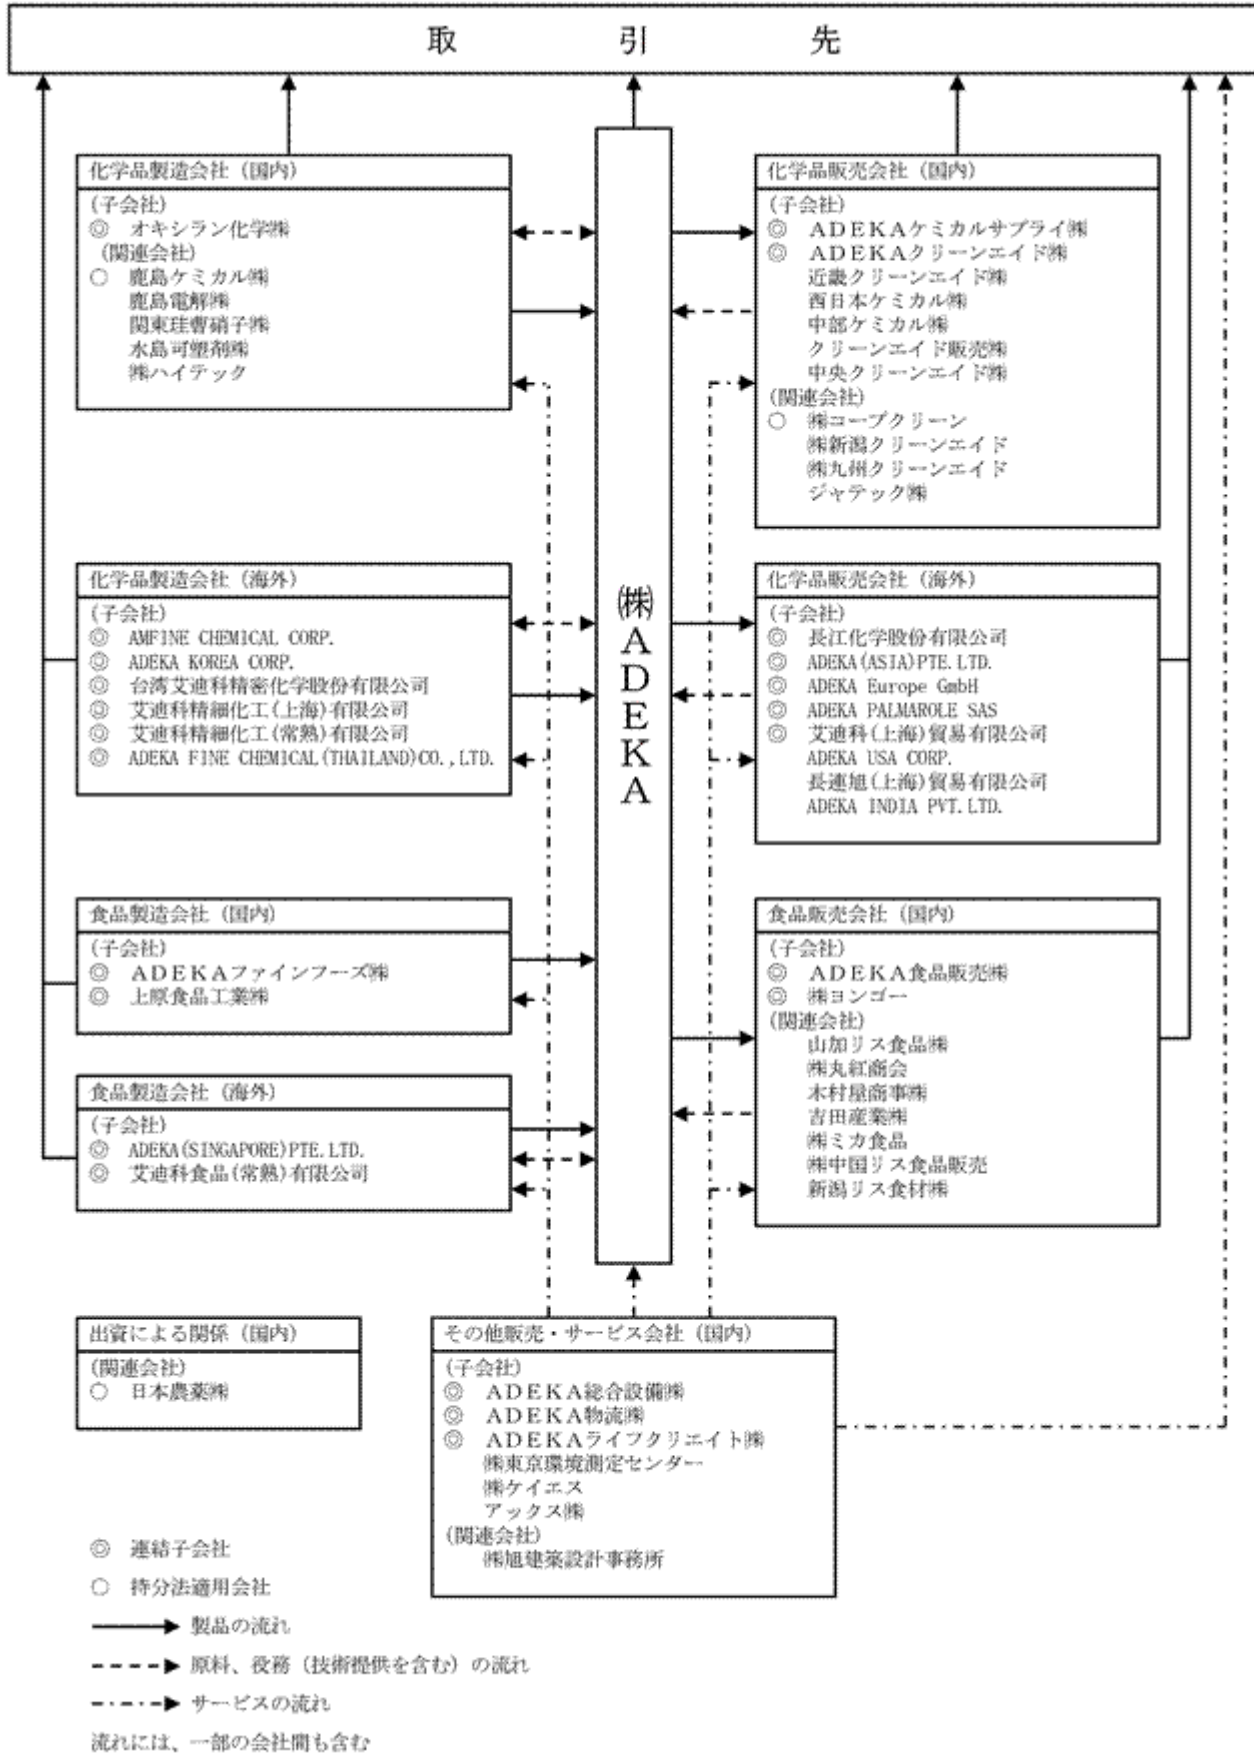 取引先
化学品製造会社（国内）
(子会社)
◎ オキシラン化学㈱
(関連会社)
○ 鹿島ケミカル㈱
鹿島電解㈱
関東珪曹硝子㈱
水島可塑剤㈱
㈱ハイテック
化学品販売会社（国内）
(子会社)
◎ ＡＤＥＫＡケミカルサプライ㈱
◎ ＡＤＥＫＡクリーンエイド㈱
近畿クリーンエイド㈱
西日本ケミカル㈱
中部ケミカル㈱
クリーンエイド販売㈱
中央クリーンエイド㈱
(関連会社)
○ ㈱コープクリーン
㈱新潟クリーンエイド
㈱九州クリーンエイド
ジャテック㈱
㈱ＡＤＥＫＡ
化学品製造会社（海外）
(子会社)
◎ AMFINE CHEMICAL CORP.
◎ ADEKA KOREA CORP.
◎ 台湾艾迪科精密化学股份有限公司
◎ 艾迪科精細化工(上海)有限公司
◎ 艾迪科精細化工(常熟)有限公司
◎ ADEKA FINE CHEMICAL(THAILAND)CO.,LTD.
化学品販売会社（海外）
(子会社)
◎ 長江化学股份有限公司
◎ ADEKA(ASIA)PTE.LTD.
◎ ADEKA Europe GmbH
◎ ADEKA PALMAROLE SAS
◎ 艾迪科(上海)貿易有限公司
ADEKA USA CORP.
長連旭(上海)貿易有限公司
ADEKA INDIA PVT.LTD.
食品製造会社（国内）
(子会社)
◎ ＡＤＥＫＡファインフーズ㈱
◎ 上原食品工業㈱
食品販売会社（国内）
(子会社)
◎ ＡＤＥＫＡ食品販売㈱
◎ ㈱ヨンゴー
(関連会社)
山加リス食品㈱
㈱丸紅商会
木村屋商事㈱
吉田産業㈱
㈱ミカ食品
㈱中国リス食品販売
新潟リス食材㈱
食品製造会社（海外）
(子会社)
◎ ADEKA(SINGAPORE)PTE.LTD.
◎ 艾迪科食品(常熟)有限公司
出資による関係（国内）
(関連会社)
○ 日本農薬㈱
その他販売・サービス会社（国内）
(子会社)
◎ ＡＤＥＫＡ総合設備㈱
◎ ＡＤＥＫＡ物流㈱
◎ ＡＤＥＫＡライフクリエイト㈱
㈱東京環境測定センター
㈱ケイエス
アックス㈱
(関連会社)
㈱旭建築設計事務所
◎ 連結子会社
○ 持分法適用会社
製品の流れ
原料、役務（技術提供を含む）の流れ
サービスの流れ
流れには、一部の会社間も含む